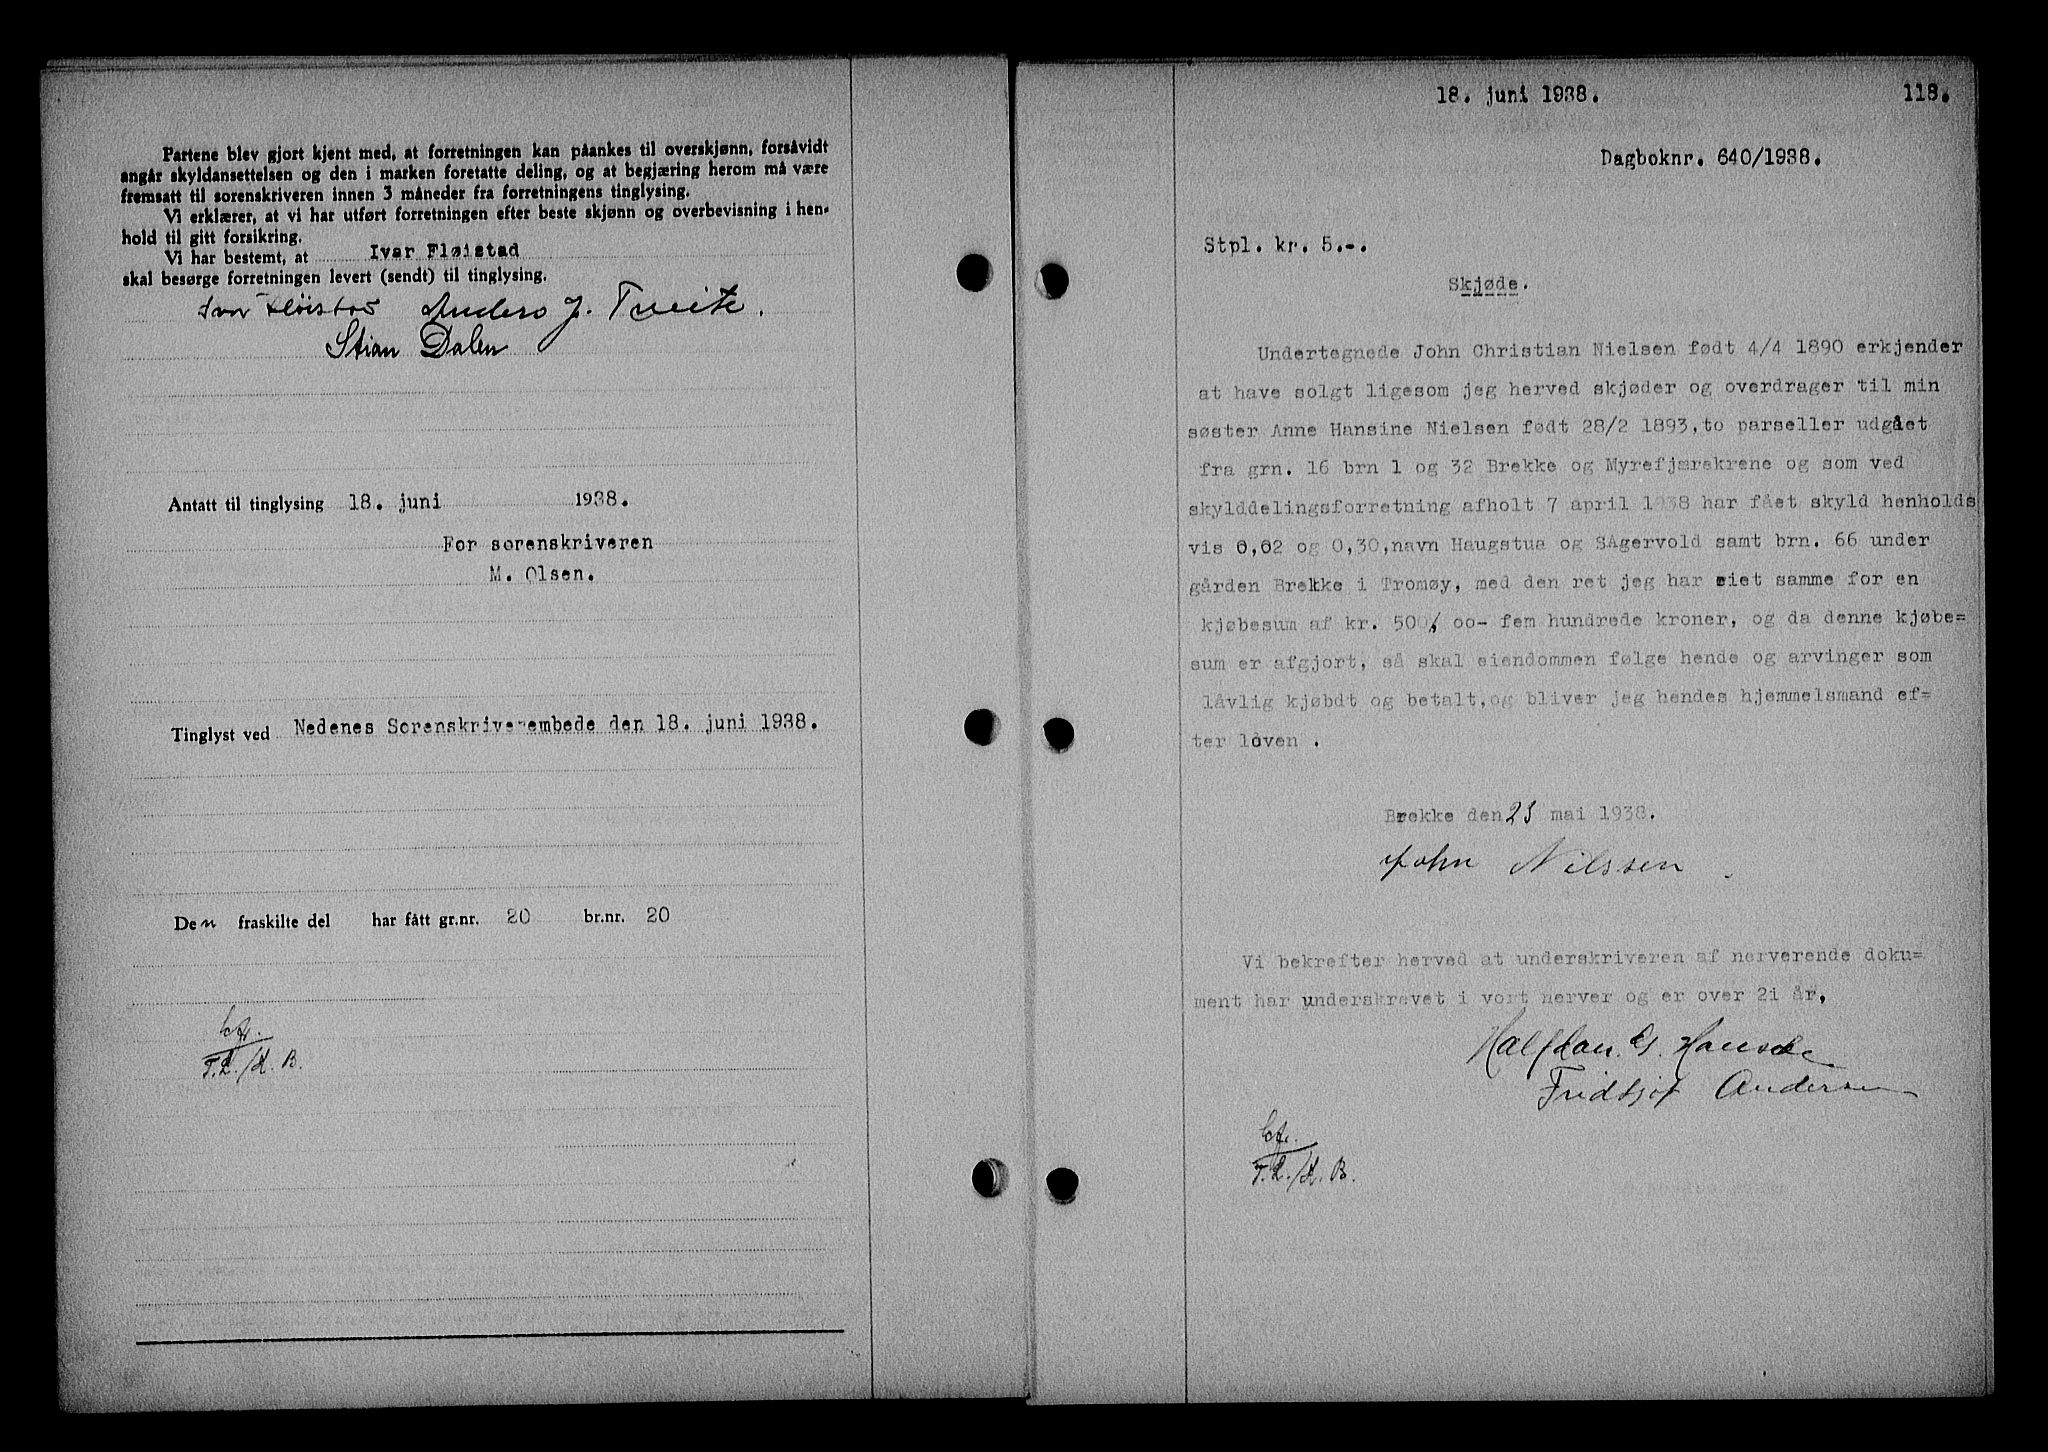 Partene blev gjort kjent med, at forretningen kan påankes til overskjønn, forsåvidt
angår skyldansettelsen og den i marken foretatte deling, og at begjæring herom må være
fremsatt til sorenskriveren innen 3 måneder fra forretningens tinglysing.
Vi erklærer, at vi har utført forretningen efter beste skjønn og overbevisning i hen-
hold til gitt forsikring.
Vi har bestemt, at Ivar Fløistad
skal besørge forretningen levert (sendt) til tinglysing.
Ivar Fløistad Anders J. Tveite.
Stian Dalen
Antatt til tinglysing 18. juni 1938.
For sorenskriveren
M. Olsen.
Tinglyst ved Nedenes Sorenskriverembede den 18. juni 1938.
Den fraskilte del har fått gr.nr. 20 br.nr. 20
T.L./H.B.
18. juni 1938. 118.
Dagboknr. 640/1938.
Stpl. kr. 5.-.
Skjøde.
Undertegnede John Christian Nielsen født 4/4 1890 erkjender
at have solgt ligesom jeg herved skjøder og overdrager til min
søster Anne Hansine Nielsen født 28/2 1893, to parseller udgået
fra grn. 16 brn 1 og 32 Brekke og Myrefjærekrene og som ved
skylddelingsforretning afholt 7 april 1938 har fået skyld henholds
vis 0,02 og 0,30, navn Haugstua og SAgervold samt brn. 66 under
gården Brekke i Tromøy, med den ret jeg har eiet samme for en
kjøbesum af kr. 500, oo- fem hundrede kroner, og da denne kjøbe=
sum er afgjort, så skal eiendommen følge hende og arvinger som
låvlig kjøbdt og betalt, og bliver jeg hendes hjemmelsmand ef=
ter loven .
Brekke den 25 mai 1938.
John Nilssen
Vi bekrefter herved at underskriveren af nerverende doku=
ment har underskrevet i vort nerver og er over 2i år,
Halfdan G. Hansen
Fridtjof Andersen
T.L./H.B.